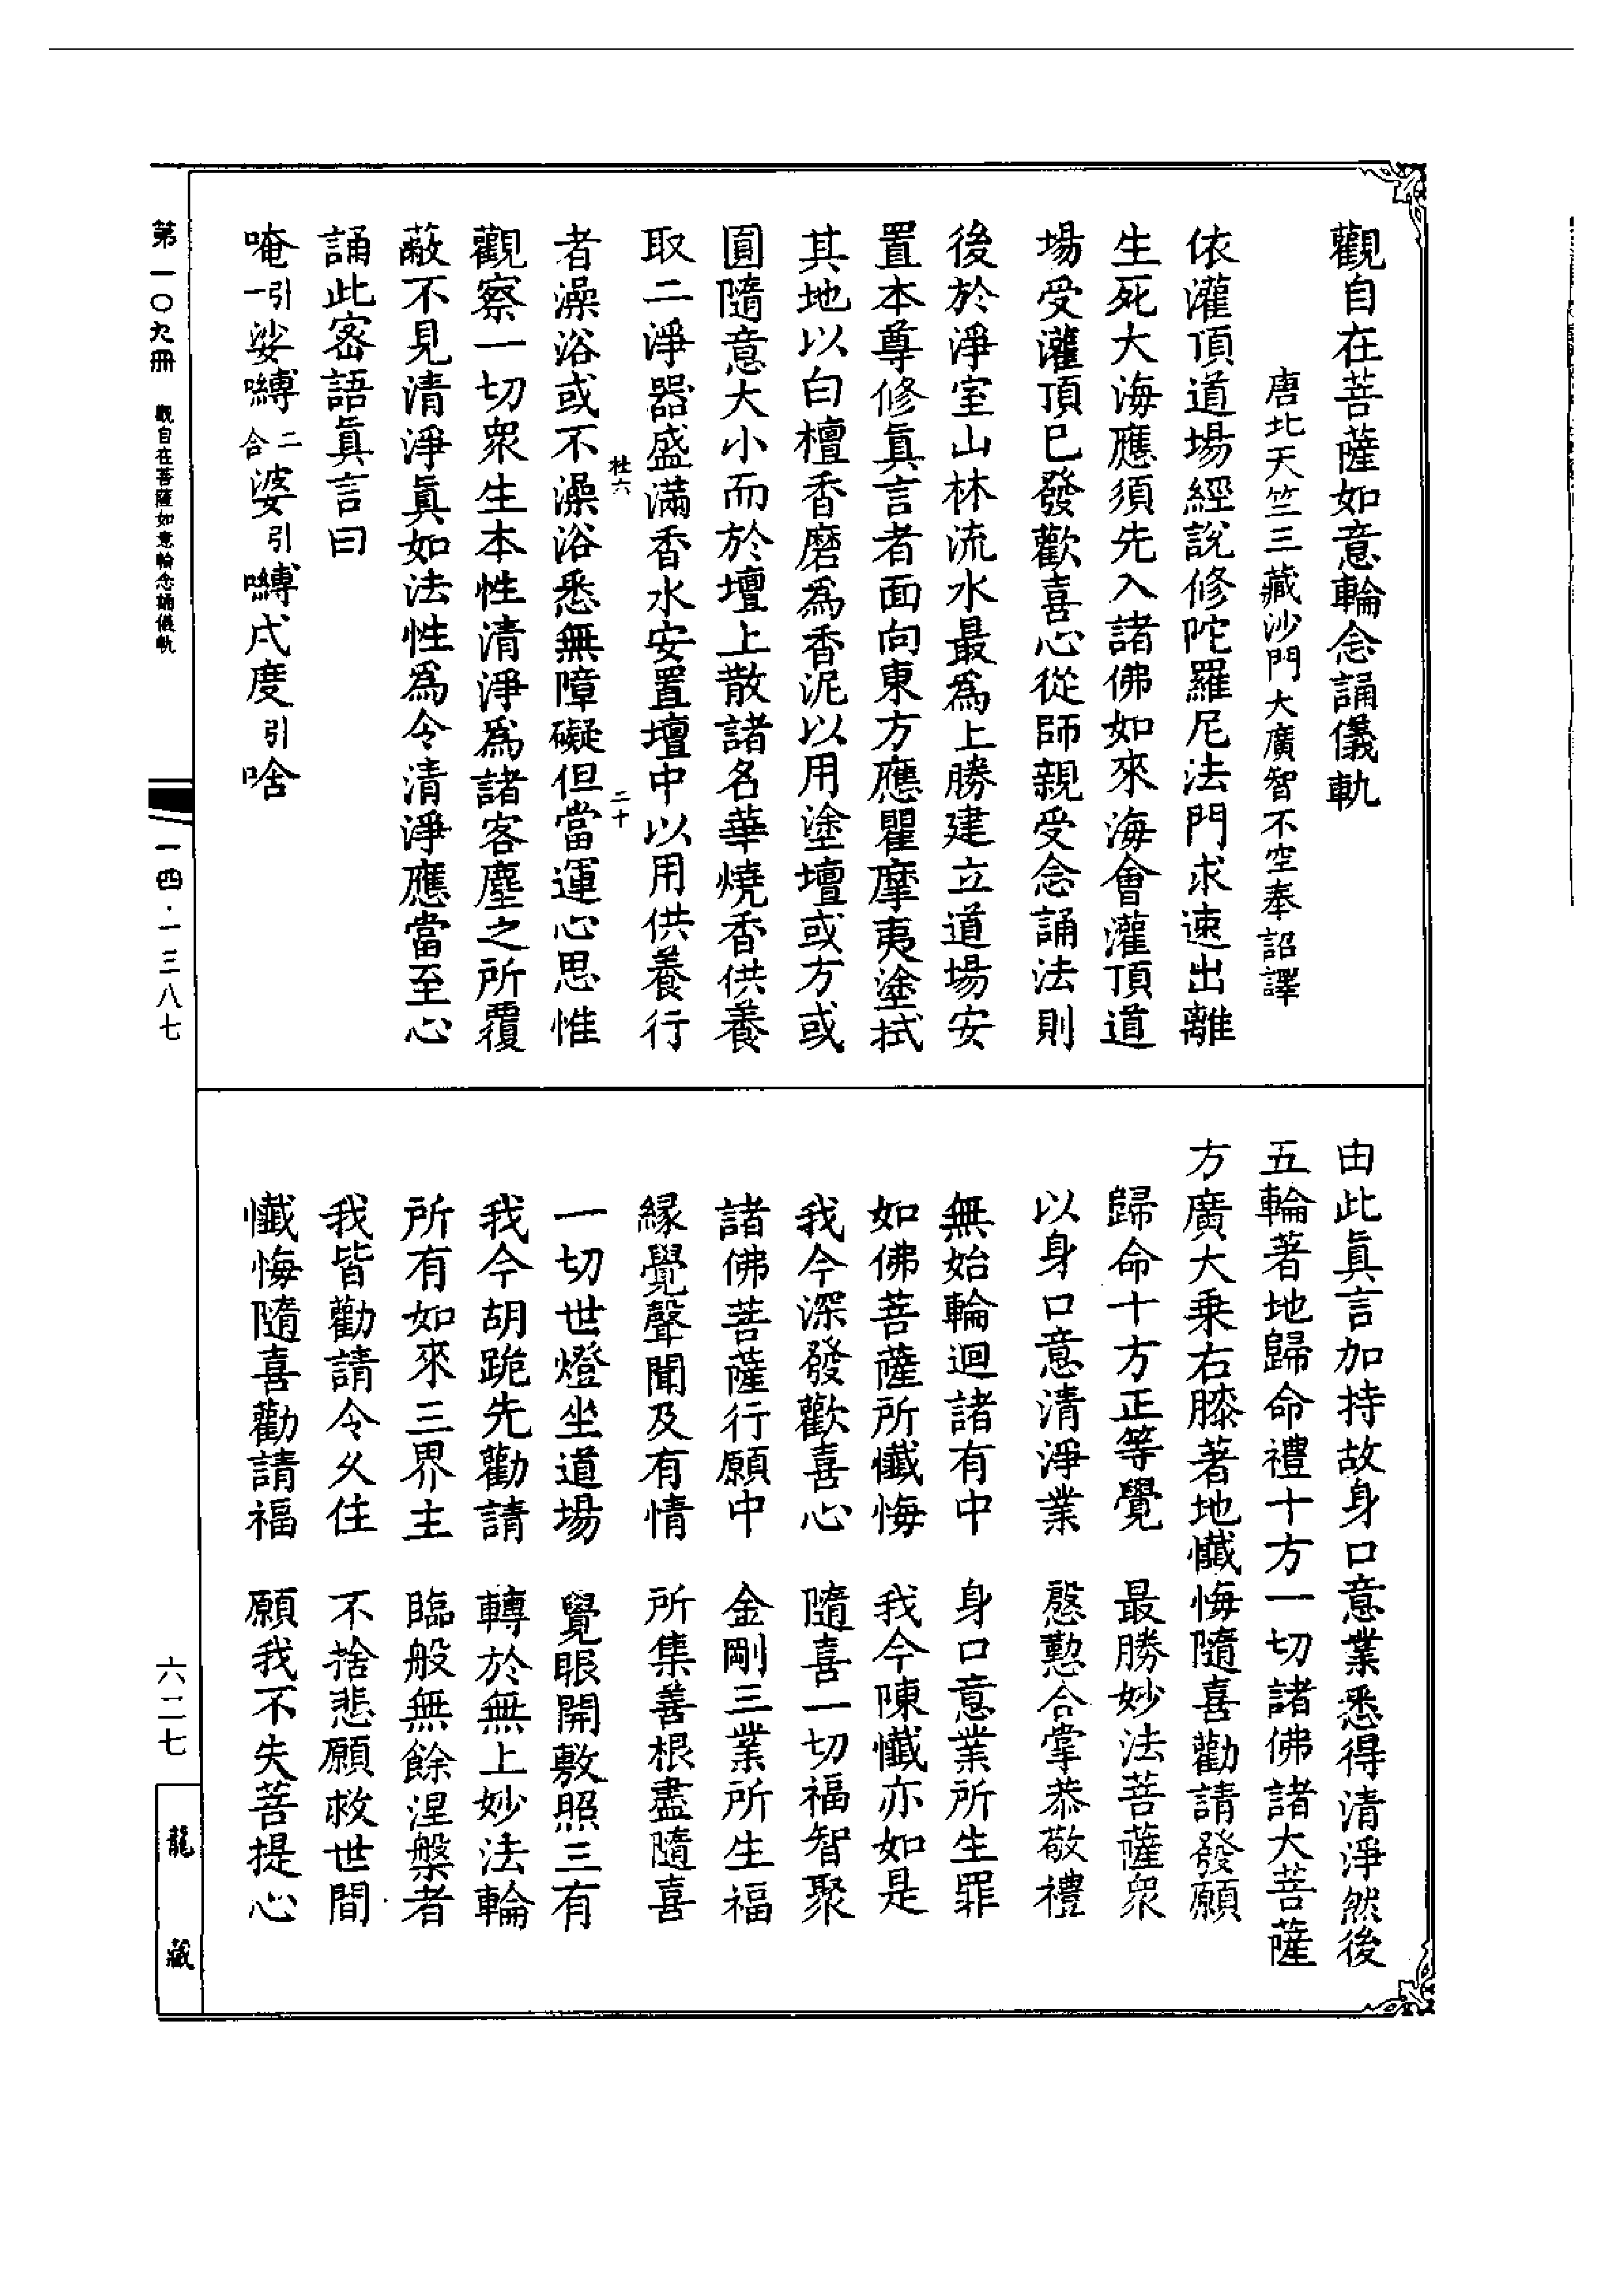 觀自在菩薩如意輪念誦儀軌
唐北天竺三藏沙門大廣智不空奉詔譯
依灌頂道場經說修陀羅尼法門求速出離
生死大海應須先入諸佛如來海會灌頂道
場受灌頂已發歡喜心從師親受念誦法則
後於淨室山林流水最爲上勝建立道場安
置本尊修眞言者面向東方應瞿摩夷塗拭
其地以白檀香磨爲香泥以用塗壇或方或
圓隨意大小而於壇上散諸名華燒香供養
取二淨器盛滿香水安置壇中以用供養行
杜六
二十
者澡浴或不澡浴悉無障礙但當運心思惟
觀察一切衆生本性清淨爲諸客塵之所覆
蔽不見清淨眞如法性爲令清淨應當至心
誦此密語眞言曰
唵引一娑嚩二合婆引嚩戍度引啥
由此眞言加持故身口意業悉得清淨然後
五輪著地歸命禮十方一切諸佛諸大菩薩
方廣大乘右膝著地懺悔隨喜勸請發願
歸命十方正等覺 最勝妙法菩薩衆
以身口意清淨業 慇懃合掌恭敬禮
無始輪迴諸有中 身口意業所生罪
如佛菩薩所懺悔 我今陳懺亦如是
我今深發歡喜心 隨喜一切福智聚
諸佛菩薩行願中 金剛三業所生福
緣覺聲聞及有情 所集善根盡隨喜
一切世燈坐道場 覺眼開敷照三有
我今胡跪先勸請 轉於無上妙法輪
所有如來三界主 臨般無餘涅槃者
我皆勸請令久住 不捨悲願救世間
懺悔隨喜勸請福 願我不失菩提心
第一〇九冊 觀自在菩薩如意輪念誦儀軌
一四·一三八七
六二七
龍藏